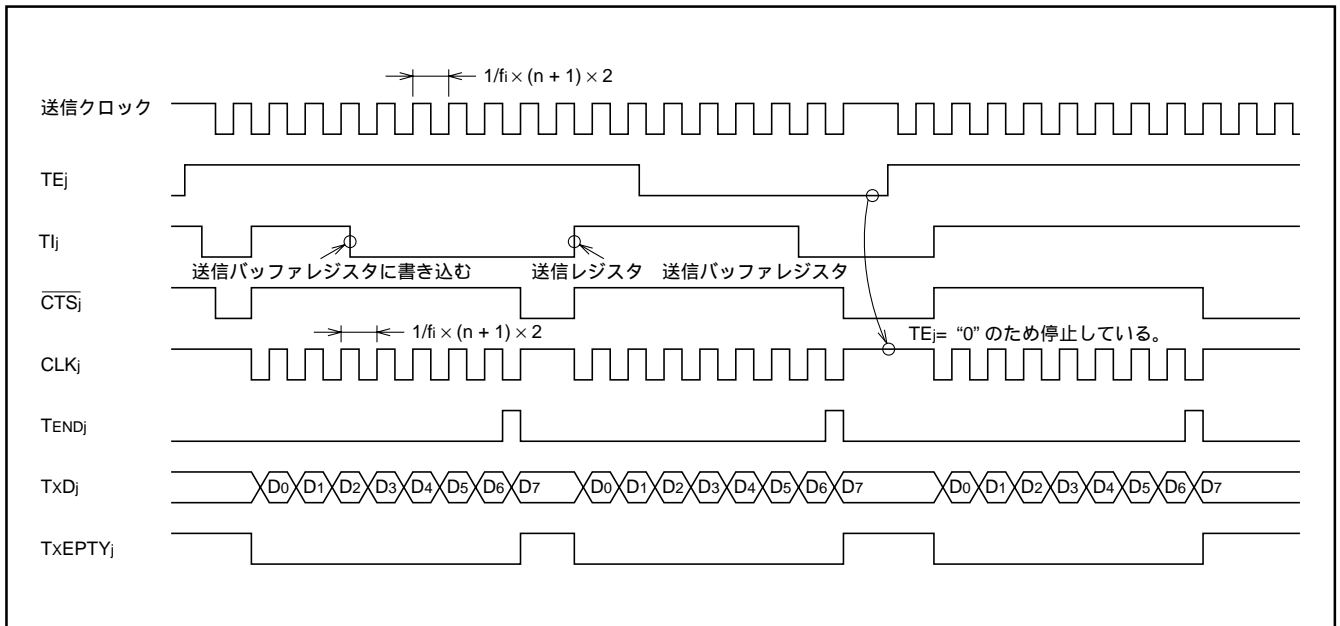 1/fi × (n + 1) × 2
送信クロック
TEj
TIj
送信バッファレジスタに書き込む
送信レジスタ 送信バッファレジスタ
CTSj
1/fi × (n + 1) × 2
TEj= “0” のため停止している。
CLKj
TENDj
TxDj
D0 D1 D2 D3 D4 D5 D6 D7 D0 D1 D2 D3 D4 D5 D6 D7 D0 D1 D2 D3 D4 D5 D6 D7
TxEPTYj